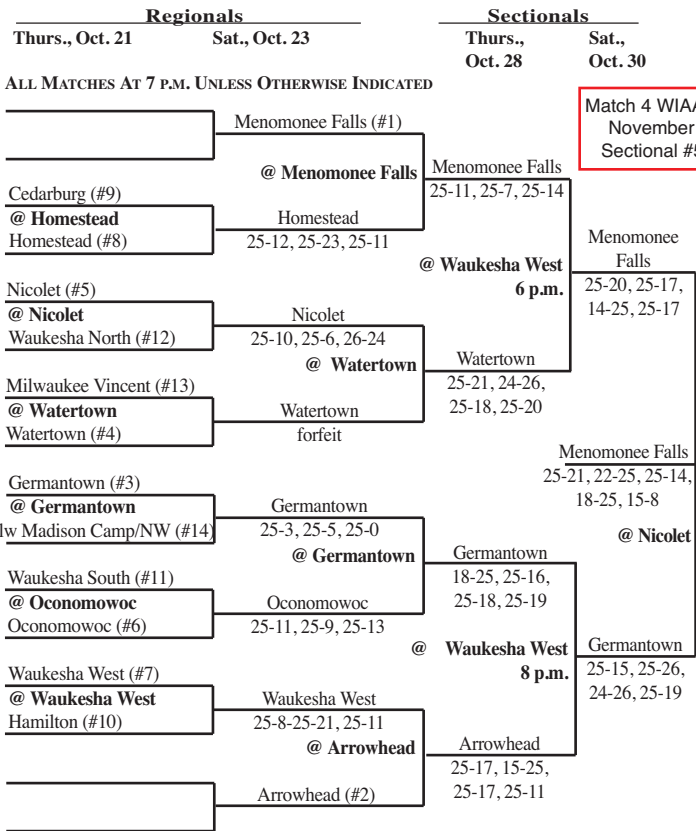 Regionals
Sectionals
Thurs., Oct. 21
Sat., Oct. 23
Thurs.,
Oct. 28
Sat.,
Oct. 30
ALL MATCHES AT 7 P.M. UNLESS OTHERWISE INDICATED
Match 4 WIAA
November
Sectional #5
Menomonee Falls (#1)
@ Menomonee Falls
Menomonee Falls
25-11, 25-7, 25-14
Cedarburg (#9)
@ Homestead
Homestead (#8)
Homestead
25-12, 25-23, 25-11
@ Waukesha West
6 p.m.
Menomonee
Falls
25-20, 25-17,
14-25, 25-17
Nicolet (#5)
@ Nicolet
Waukesha North (#12)
Nicolet
25-10, 25-6, 26-24
@ Watertown
Watertown
25-21, 24-26,
25-18, 25-20
Milwaukee Vincent (#13)
@ Watertown
Watertown (#4)
Watertown
forfeit
Menomonee Falls
25-21, 22-25, 25-14,
18-25, 15-8
@ Nicolet
Germantown (#3)
@ Germantown
lw Madison Camp/NW (#14)
Germantown
25-3, 25-5, 25-0
@ Germantown
Germantown
18-25, 25-16,
25-18, 25-19
Waukesha South (#11)
@ Oconomowoc
Oconomowoc (#6)
Oconomowoc
25-11, 25-9, 25-13
@ Waukesha West
8 p.m.
Germantown
25-15, 25-26,
24-26, 25-19
Waukesha West (#7)
@ Waukesha West
Hamilton (#10)
Waukesha West
25-8-25-21, 25-11
@ Arrowhead
Arrowhead
25-17, 15-25,
25-17, 25-11
Arrowhead (#2)